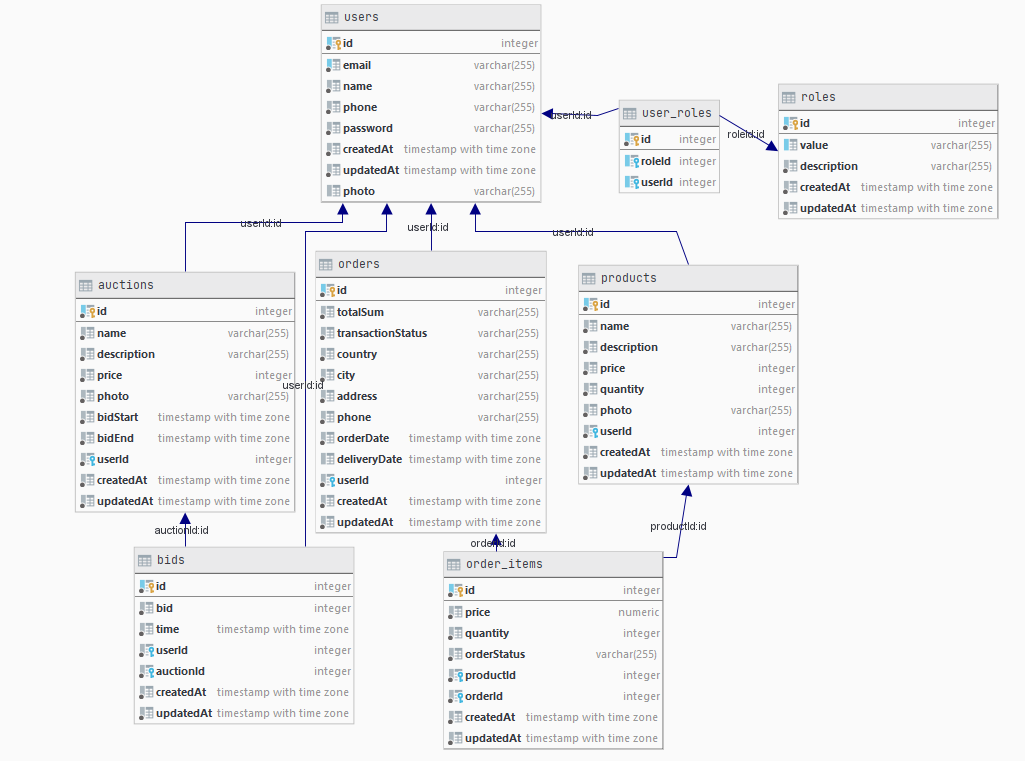 users
id integer
email varchar(255)
name varchar(255)
phone varchar(255)
password varchar(255)
createdAt timestamp with time zone
updatedAt timestamp with time zone
photo varchar(255)
userId:id
user_roles
id integer
roleId integer
userId integer
roleId:id
roles
id integer
value varchar(255)
description varchar(255)
createdAt timestamp with time zone
updatedAt timestamp with time zone
userId:id
userId:id
userId:id
userId:id
auctions
id integer
name varchar(255)
description varchar(255)
price integer
photo varchar(255)
bidStart timestamp with time zone
bidEnd timestamp with time zone
userId integer
createdAt timestamp with time zone
updatedAt timestamp with time zone
orders
id integer
totalSum varchar(255)
transactionStatus varchar(255)
country varchar(255)
city varchar(255)
address varchar(255)
phone varchar(255)
orderDate timestamp with time zone
deliveryDate timestamp with time zone
userId integer
createdAt timestamp with time zone
updatedAt timestamp with time zone
products
id integer
name varchar(255)
description varchar(255)
price integer
quantity integer
photo varchar(255)
userId integer
createdAt timestamp with time zone
updatedAt timestamp with time zone
auctionId:id
orderId:id
productId:id
bids
id integer
bid integer
time timestamp with time zone
userId integer
auctionId integer
createdAt timestamp with time zone
updatedAt timestamp with time zone
order_items
id integer
price numeric
quantity integer
orderStatus varchar(255)
productId integer
orderId integer
createdAt timestamp with time zone
updatedAt timestamp with time zone